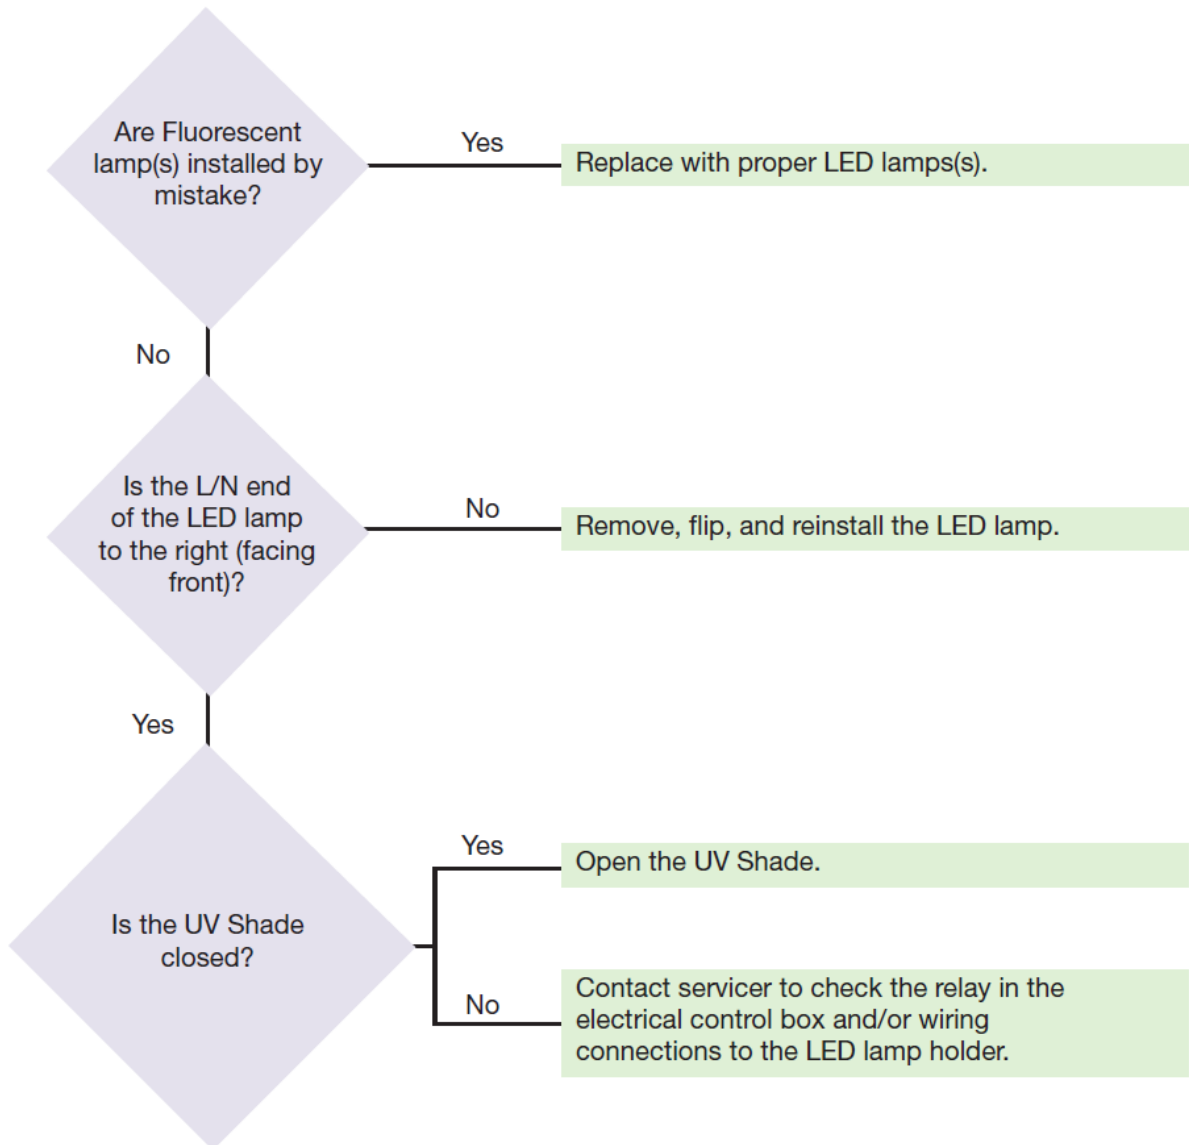 Are Fluorescent
lamp(s) installed by
mistake?
Yes
Replace with proper LED lamps(s).
No
Is the L/N end
of the LED lamp
to the right (facing
front)?
No
Remove, flip, and reinstall the LED lamp.
Yes
Is the UV Shade
closed?
Yes
Open the UV Shade.
No
Contact servicer to check the relay in the
electrical control box and/or wiring
connections to the LED lamp holder.